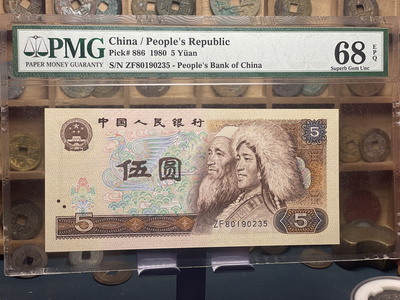 PMG
PAPER MONEY GUARANTY
China / People's Republic
Pick# 886 1980 5 Yüan
S/N ZF80190235 - People's Bank of China
68 EPQ
Superb Gem Unc
中国人民银行
5
伍圆
ZF80190235
5
5